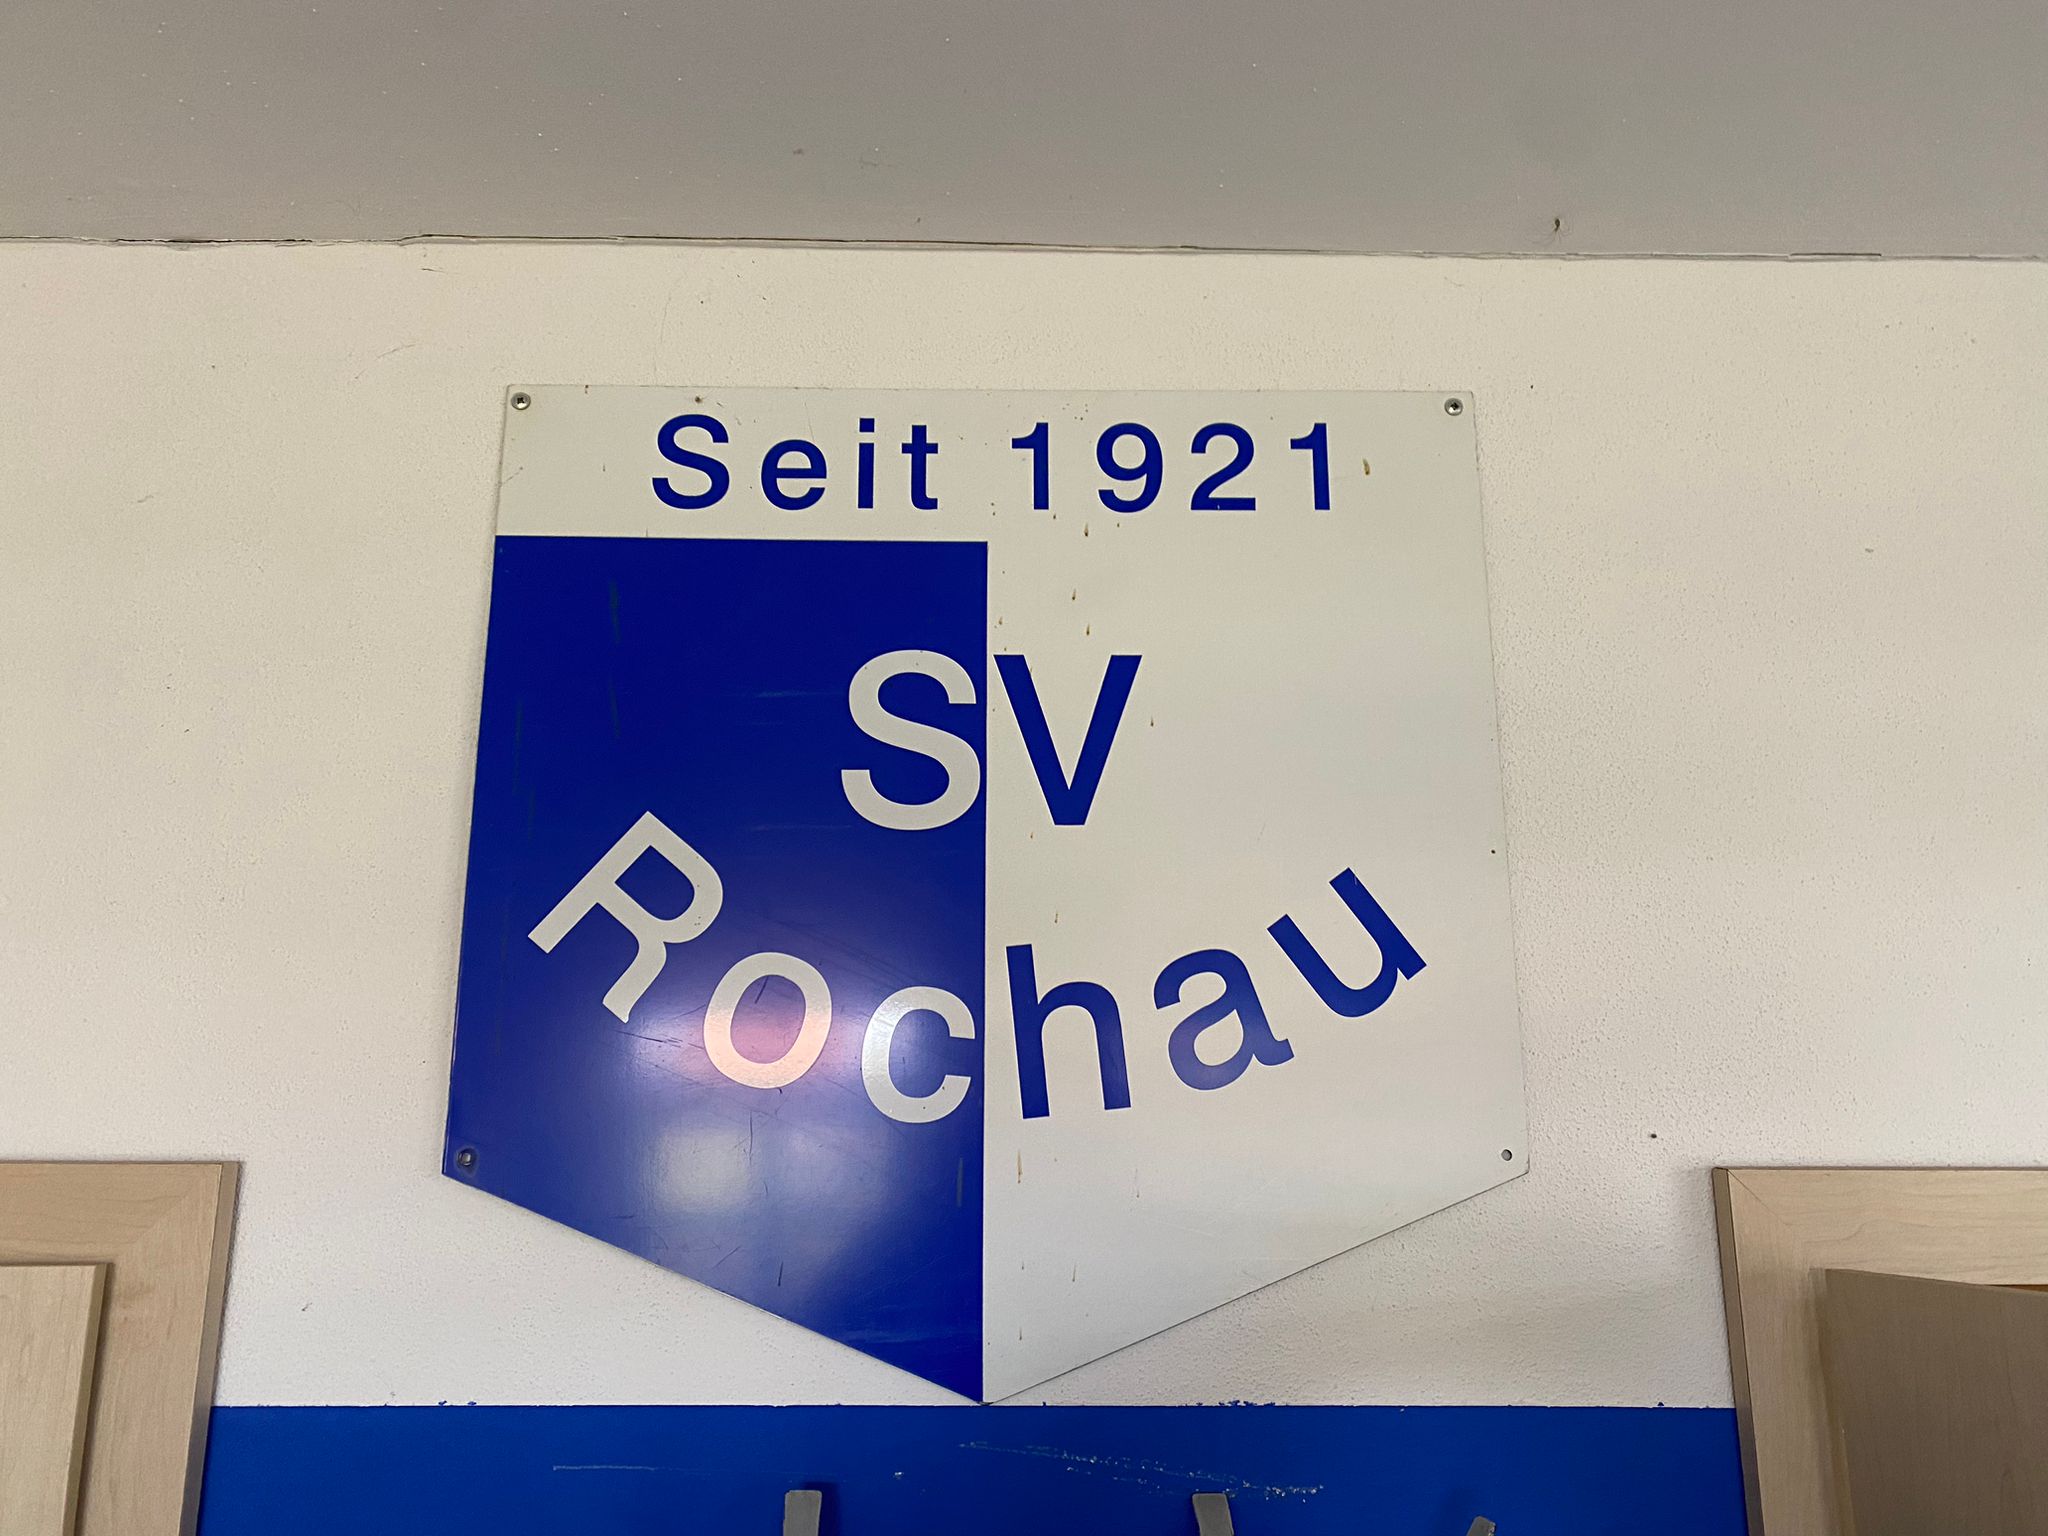 Seit 1921
SV
Rochau